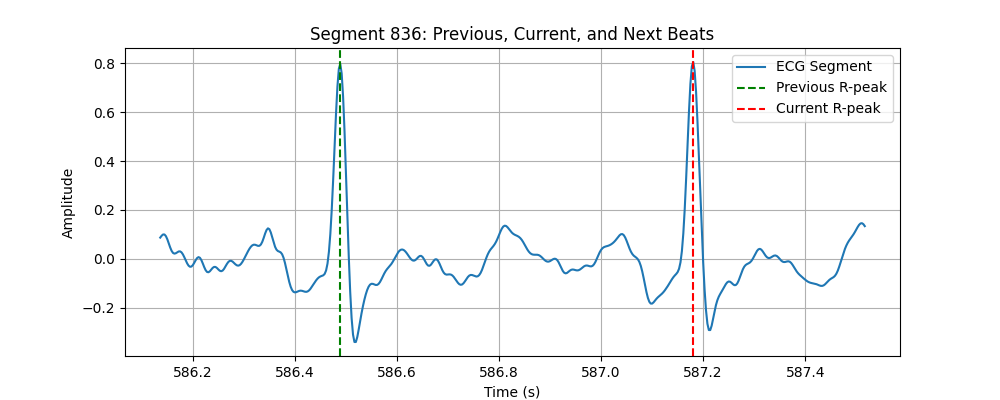 Segment 836: Previous, Current, and Next Beats
ECG Segment
Previous R-peak
Current R-peak
Amplitude
0.8
0.6
0.4
0.2
0.0
−0.2
586.2 586.4 586.6 586.8 587.0 587.2 587.4
Time (s)